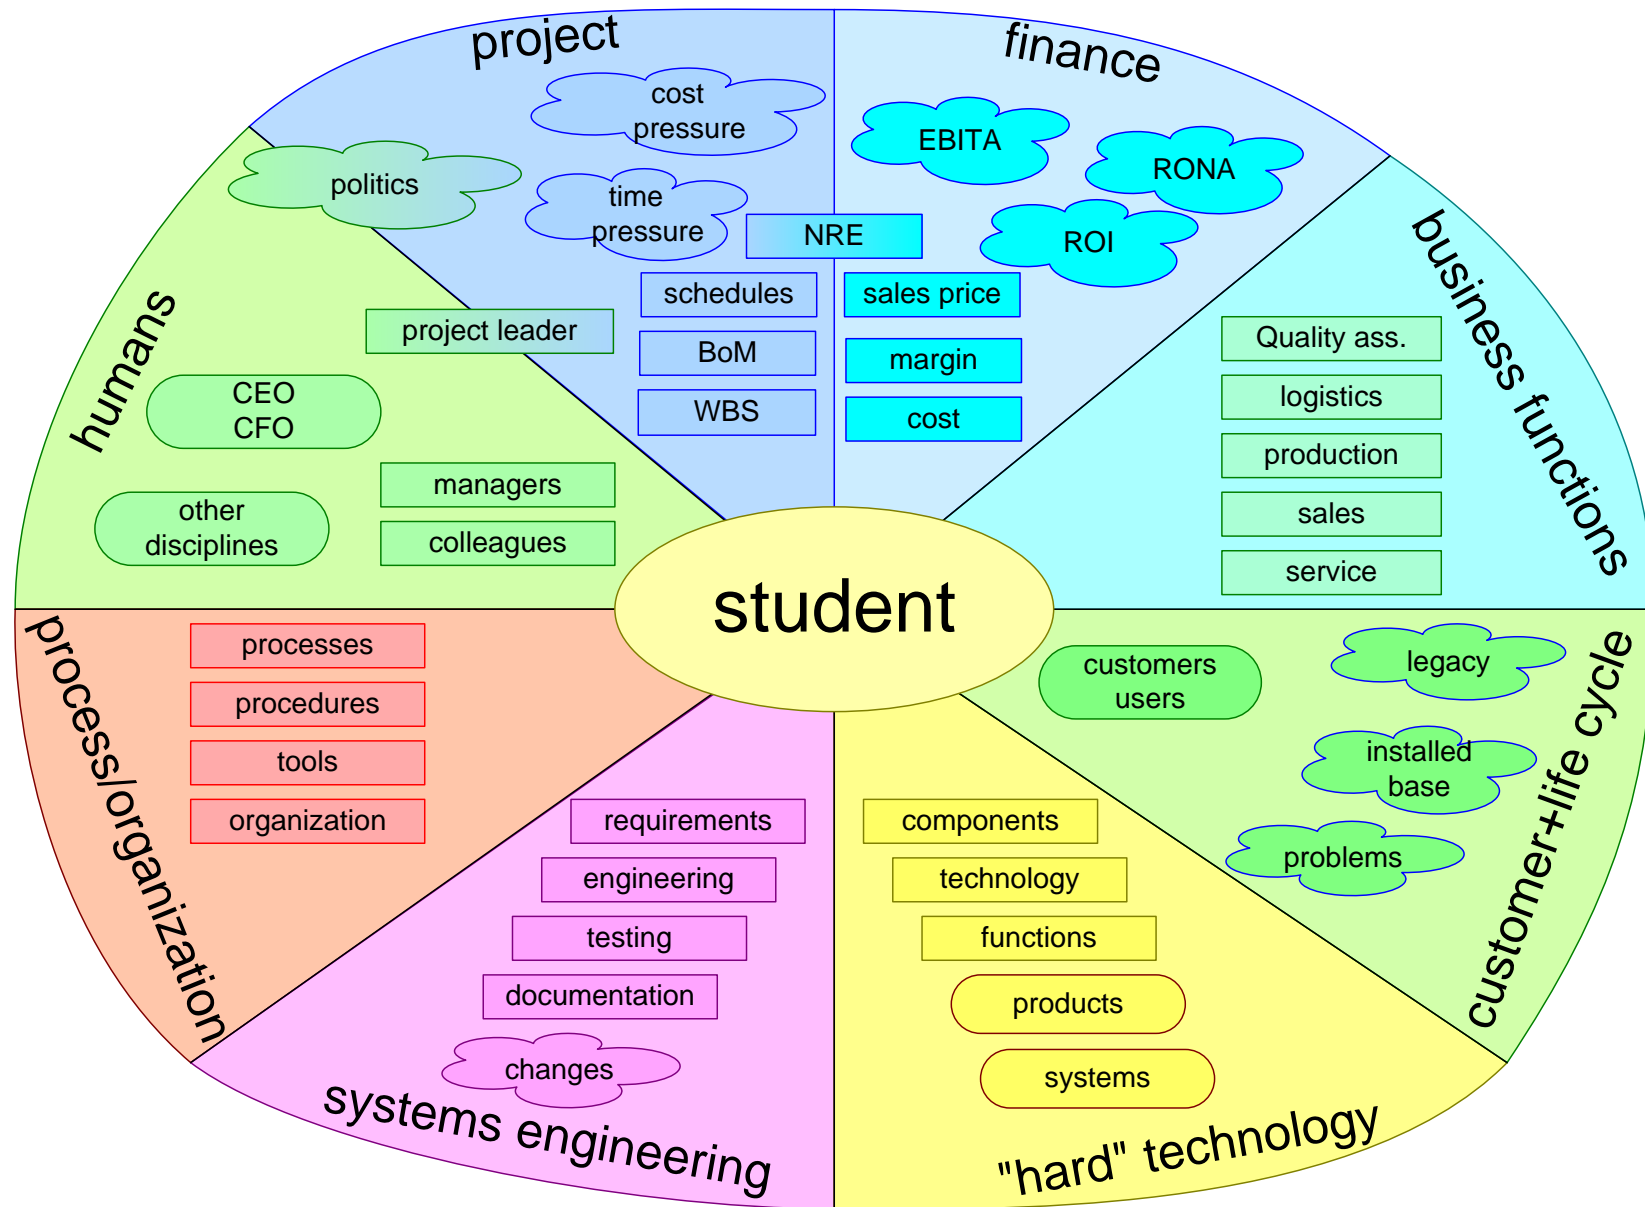 project
finance
cost
pressure
EBITA
RONA
politics
time
pressure
NRE
ROI
business functions
schedules
sales price
humans
project leader
BoM
margin
Quality ass.
CEO
CFO
WBS
cost
logistics
production
managers
sales
other
disciplines
colleagues
service
student
process/organization
processes
procedures
tools
organization
customers
users
legacy
installed
base
problems
customer+life cycle
requirements
engineering
testing
documentation
changes
systems engineering
components
technology
functions
products
systems
"hard" technology